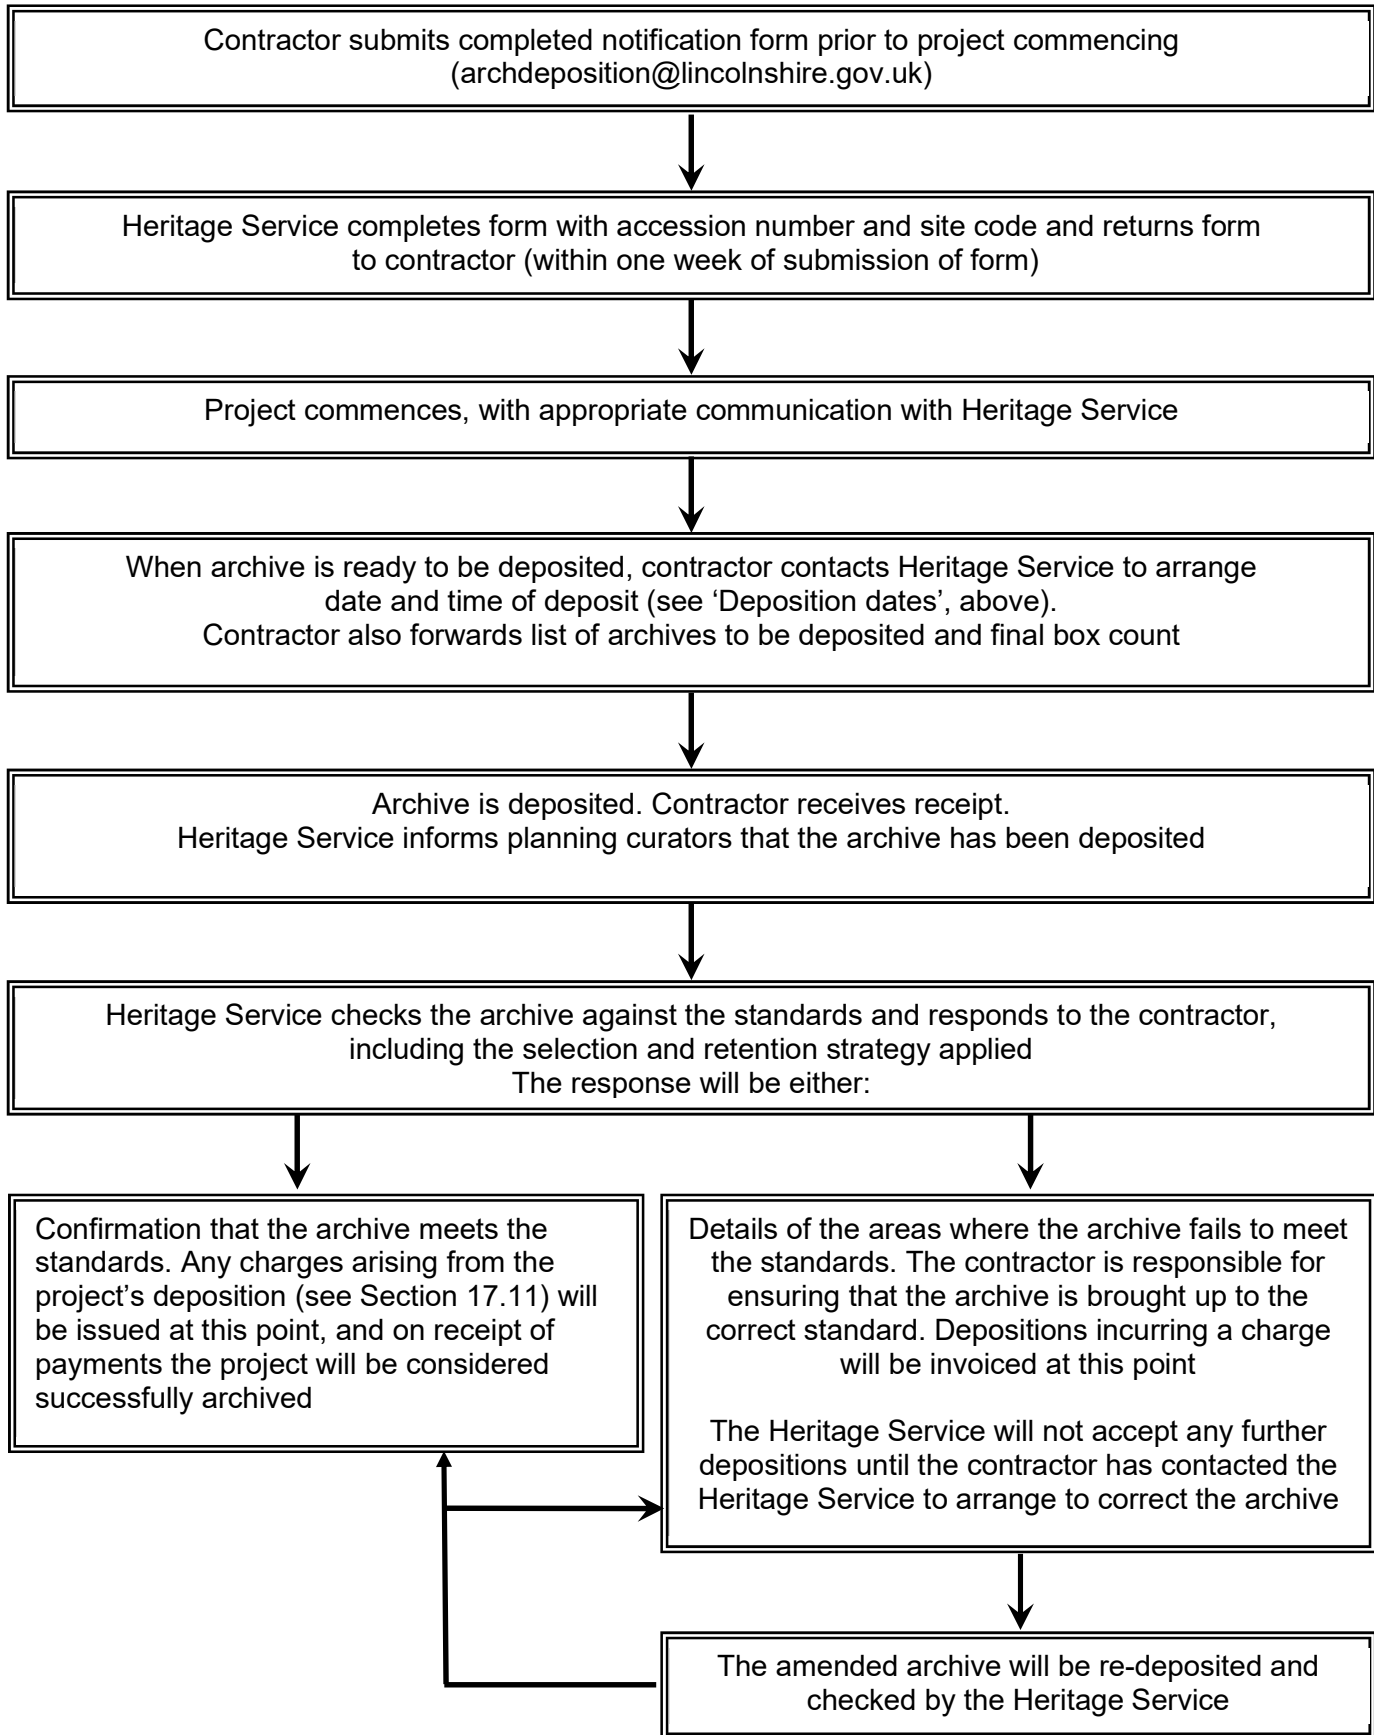 Contractor submits completed notification form prior to project commencing
(archdeposition@lincolnshire.gov.uk)
Heritage Service completes form with accession number and site code and returns form
to contractor (within one week of submission of form)
Project commences, with appropriate communication with Heritage Service
When archive is ready to be deposited, contractor contacts Heritage Service to arrange
date and time of deposit (see ‘Deposition dates’, above).
Contractor also forwards list of archives to be deposited and final box count
Archive is deposited. Contractor receives receipt.
Heritage Service informs planning curators that the archive has been deposited
Heritage Service checks the archive against the standards and responds to the contractor,
including the selection and retention strategy applied
The response will be either:
Confirmation that the archive meets the
standards. Any charges arising from the
project’s deposition (see Section 17.11) will
be issued at this point, and on receipt of
payments the project will be considered
successfully archived
Details of the areas where the archive fails to meet
the standards. The contractor is responsible for
ensuring that the archive is brought up to the
correct standard. Depositions incurring a charge
will be invoiced at this point
The Heritage Service will not accept any further
depositions until the contractor has contacted the
Heritage Service to arrange to correct the archive
The amended archive will be re-deposited and
checked by the Heritage Service